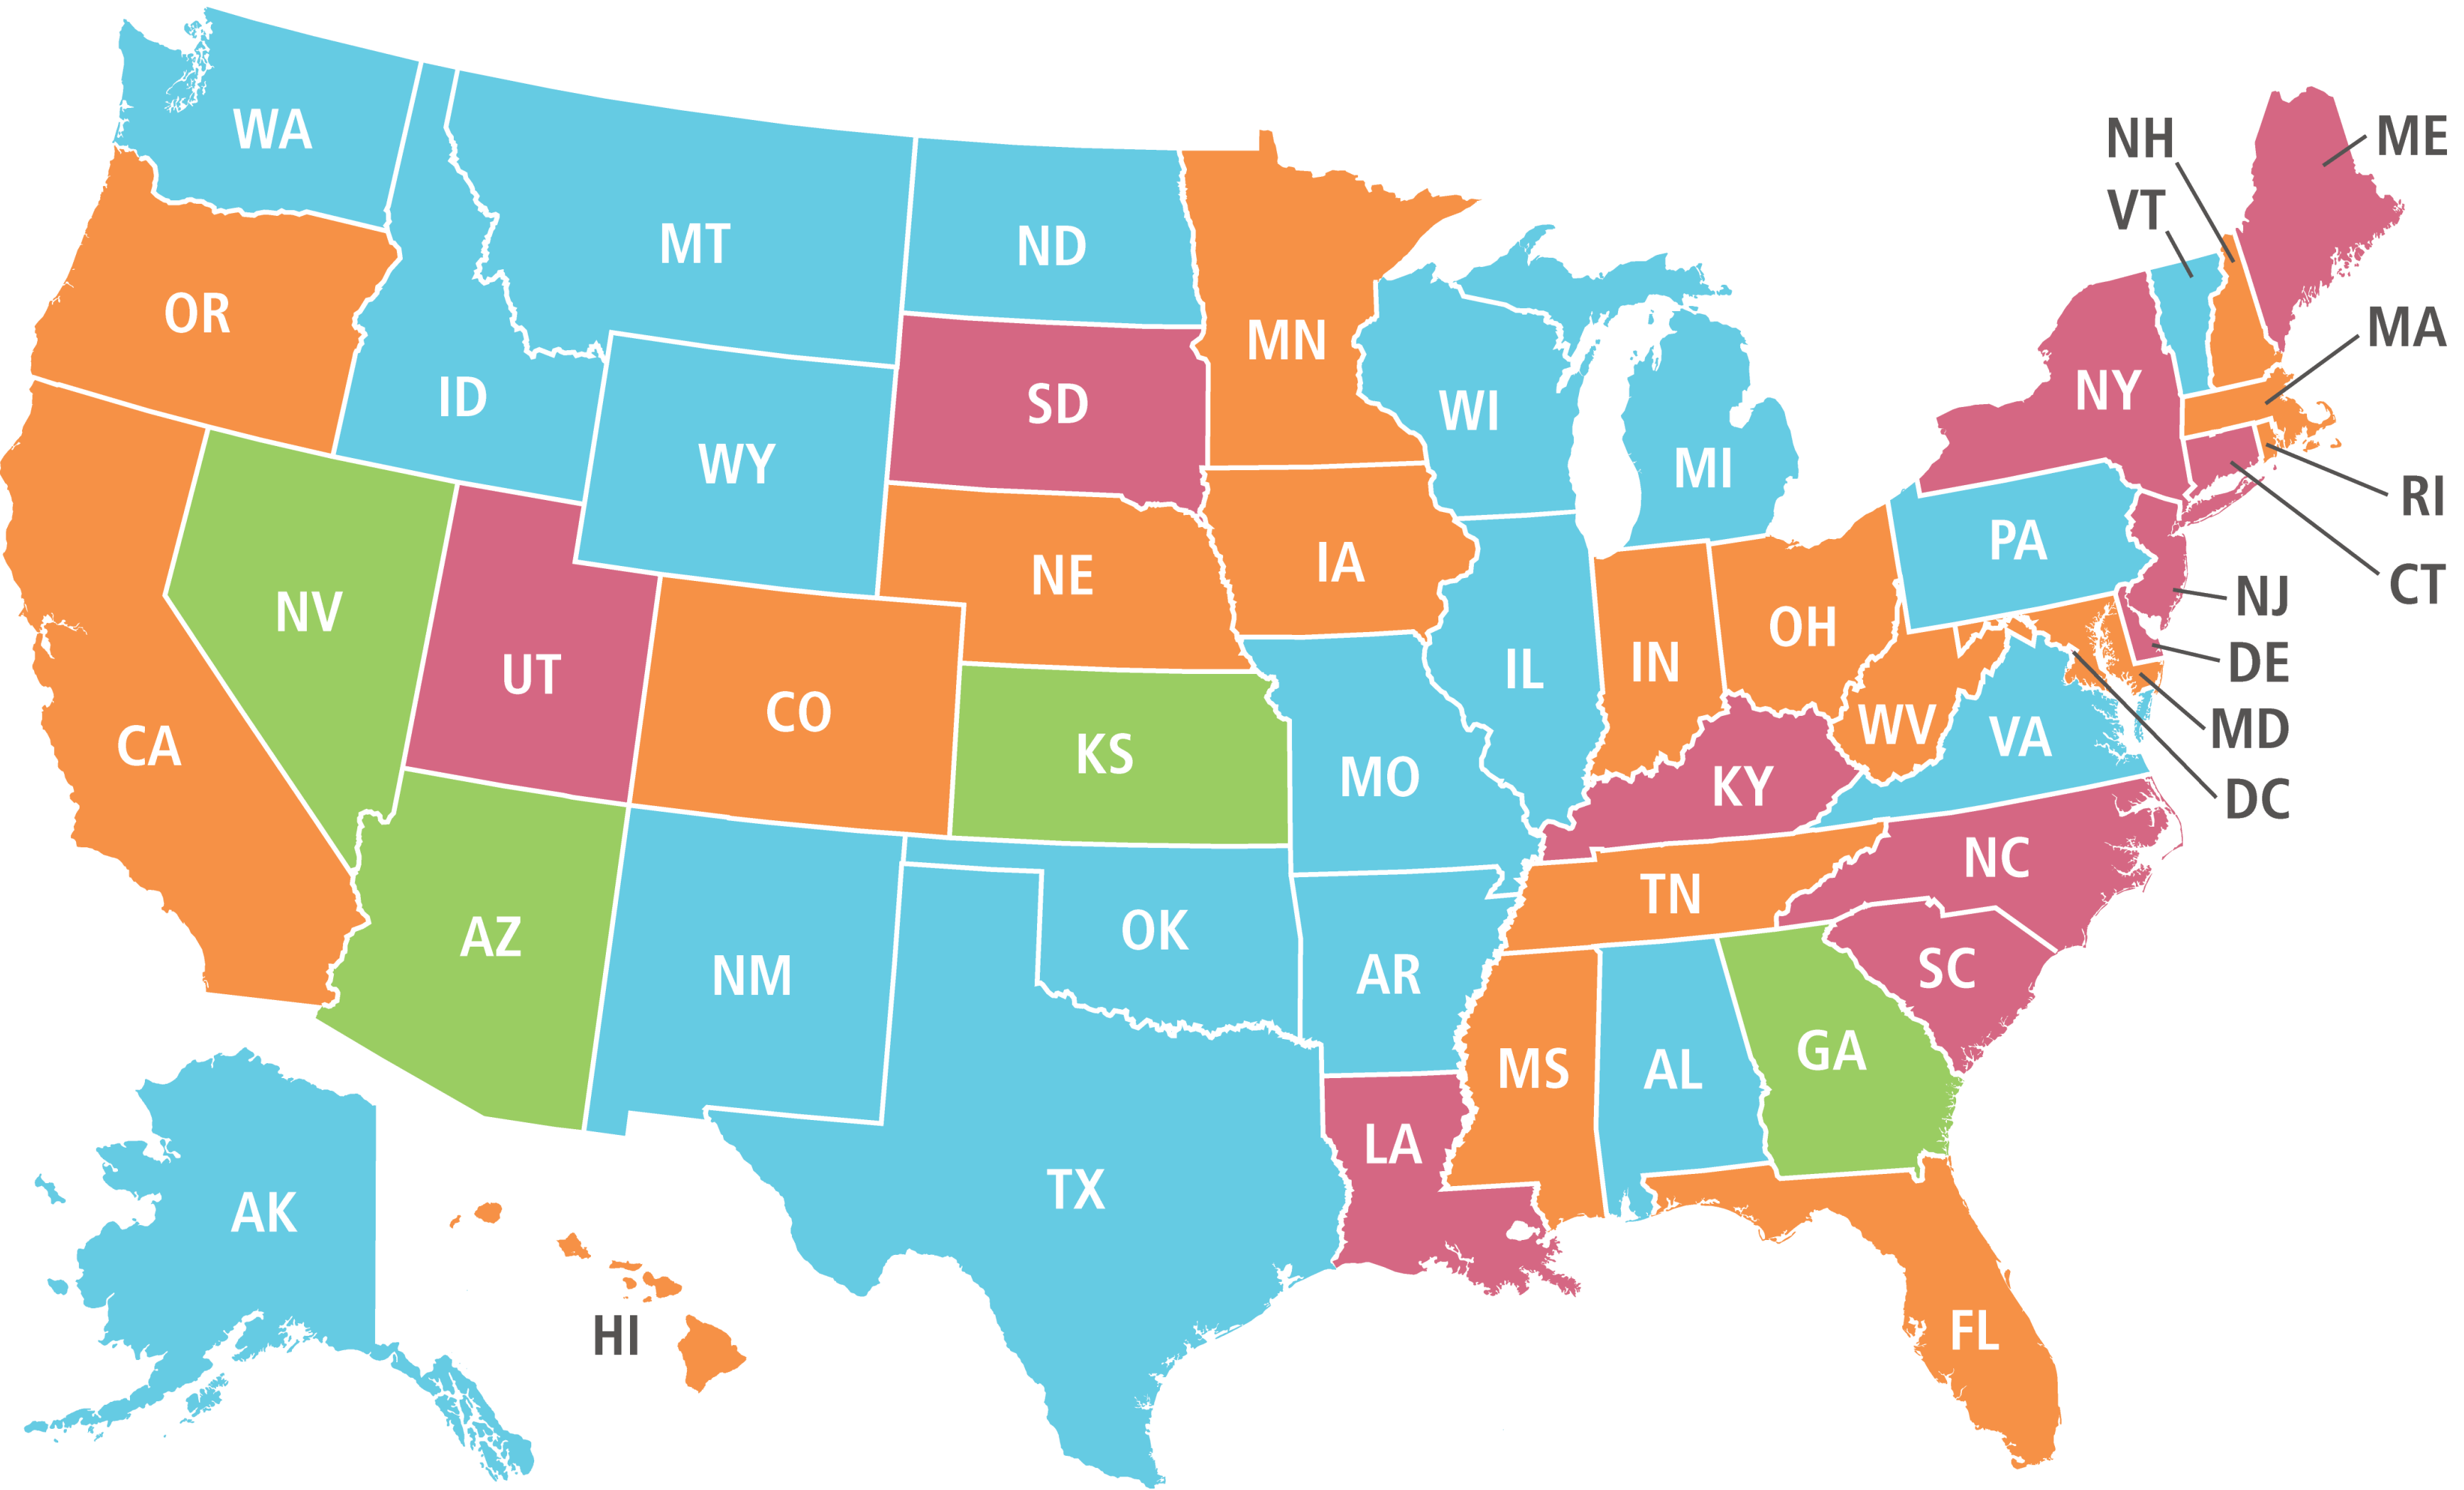 WA
MT
ND
MN
OR
ID
WY
SD
WI
MI
NH
VT
ME
MA
NY
RI
CT
PA
NJ
DE
MD
DC
NV
UT
CO
NE
IA
IL
IN
OH
WV
VA
CA
KS
MO
KY
NC
AZ
NM
OK
AR
TN
SC
MS
AL
GA
LA
TX
AK
HI
FL